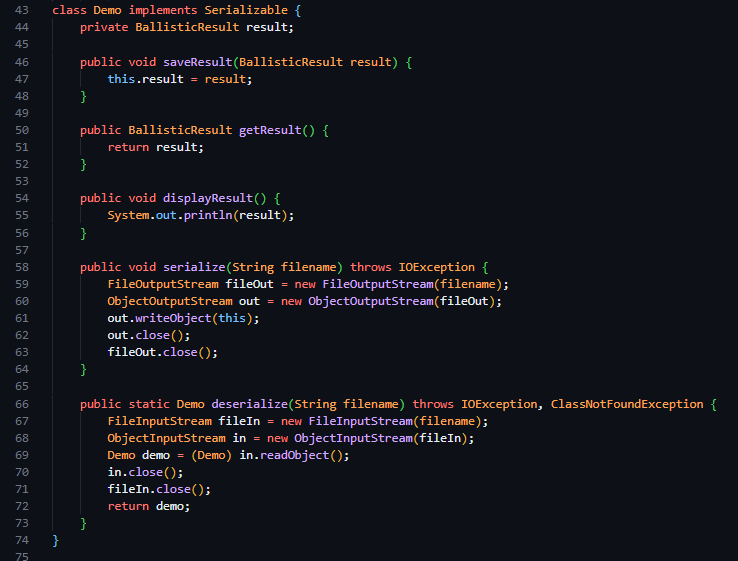 43 class Demo implements Serializable {
44     private BallisticResult result;
45
46     public void saveResult(BallisticResult result) {
47         this.result = result;
48     }
49
50     public BallisticResult getResult() {
51         return result;
52     }
53
54     public void displayResult() {
55         System.out.println(result);
56     }
57
58     public void serialize(String filename) throws IOException {
59         FileOutputStream fileOut = new FileOutputStream(filename);
60         ObjectOutputStream out = new ObjectOutputStream(fileOut);
61         out.writeObject(this);
62         out.close();
63         fileOut.close();
64     }
65
66     public static Demo deserialize(String filename) throws IOException, ClassNotFoundException {
67         FileInputStream fileIn = new FileInputStream(filename);
68         ObjectInputStream in = new ObjectInputStream(fileIn);
69         Demo demo = (Demo) in.readObject();
70         in.close();
71         fileIn.close();
72         return demo;
73     }
74 }
75